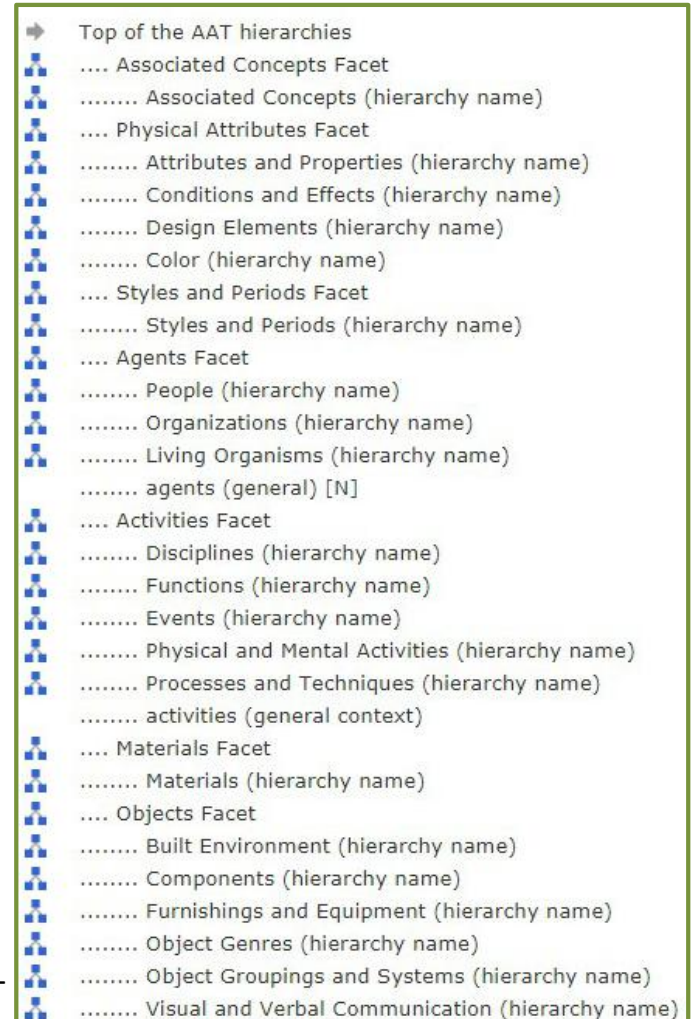 Top of the AAT hierarchies
.... Associated Concepts Facet
........ Associated Concepts (hierarchy name)
.... Physical Attributes Facet
........ Attributes and Properties (hierarchy name)
........ Conditions and Effects (hierarchy name)
........ Design Elements (hierarchy name)
........ Color (hierarchy name)
.... Styles and Periods Facet
........ Styles and Periods (hierarchy name)
.... Agents Facet
........ People (hierarchy name)
........ Organizations (hierarchy name)
........ Living Organisms (hierarchy name)
........ agents (general) [N]
.... Activities Facet
........ Disciplines (hierarchy name)
........ Functions (hierarchy name)
........ Events (hierarchy name)
........ Physical and Mental Activities (hierarchy name)
........ Processes and Techniques (hierarchy name)
........ activities (general context)
.... Materials Facet
........ Materials (hierarchy name)
.... Objects Facet
........ Built Environment (hierarchy name)
........ Components (hierarchy name)
........ Furnishings and Equipment (hierarchy name)
........ Object Genres (hierarchy name)
........ Object Groupings and Systems (hierarchy name)
........ Visual and Verbal Communication (hierarchy name)